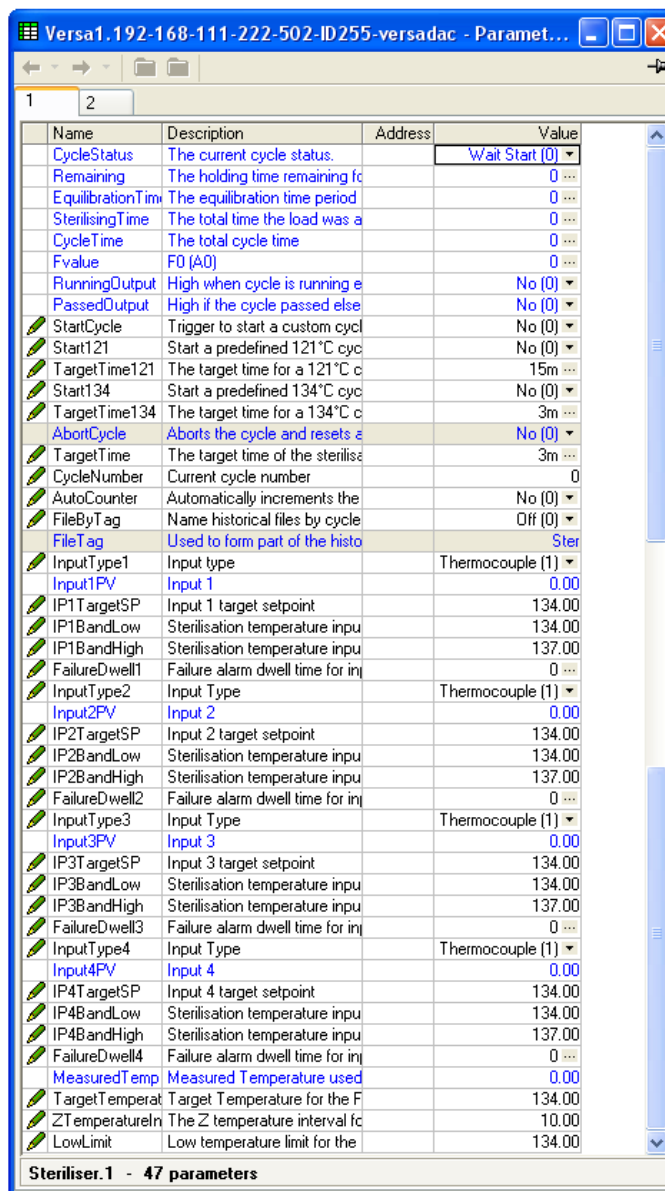 Versa1.192-168-111-222-502-ID255-versadac - Paramet...
1 2
Name Description Address Value
CycleStatus The current cycle status. Wait Start (0)
Remaining The holding time remaining fo 0 ...
EquilibrationTim The equilibration time period 0 ...
SterilisingTime The total time the load was a 0 ...
CycleTime The total cycle time 0 ...
Fvalue F0 (A0) 0 ...
RunningOutput High when cycle is running e No (0)
PassedOutput High if the cycle passed else No (0)
StartCycle Trigger to start a custom cycl No (0)
Start121 Start a predefined 121°C cyc No (0)
TargetTime121 The target time for a 121°C c 15m ...
Start134 Start a predefined 134°C cyc No (0)
TargetTime134 The target time for a 134°C c 3m ...
AbortCycle Aborts the cycle and resets a No (0)
TargetTime The target time of the sterilisa 3m ...
CycleNumber Current cycle number 0
AutoCounter Automatically increments the No (0)
FileByTag Name historical files by cycle Off (0)
FileTag Used to form part of the histo Ster
InputType1 Input type Thermocouple (1)
Input1PV Input 1 0.00
IP1TargetSP Input 1 target setpoint 134.00
IP1BandLow Sterilisation temperature inpu 134.00
IP1BandHigh Sterilisation temperature inpu 137.00
FailureDwell1 Failure alarm dwell time for inp 0 ...
InputType2 Input Type Thermocouple (1)
Input2PV Input 2 0.00
IP2TargetSP Input 2 target setpoint 134.00
IP2BandLow Sterilisation temperature inpu 134.00
IP2BandHigh Sterilisation temperature inpu 137.00
FailureDwell2 Failure alarm dwell time for inp 0 ...
InputType3 Input Type Thermocouple (1)
Input3PV Input 3 0.00
IP3TargetSP Input 3 target setpoint 134.00
IP3BandLow Sterilisation temperature inpu 134.00
IP3BandHigh Sterilisation temperature inpu 137.00
FailureDwell3 Failure alarm dwell time for inp 0 ...
InputType4 Input Type Thermocouple (1)
Input4PV Input 4 0.00
IP4TargetSP Input 4 target setpoint 134.00
IP4BandLow Sterilisation temperature inpu 134.00
IP4BandHigh Sterilisation temperature inpu 137.00
FailureDwell4 Failure alarm dwell time for inp 0 ...
MeasuredTemp Measured Temperature used 0.00
TargetTemperat Target Temperature for the F 134.00
ZTemperatureIn The Z temperature interval fo 10.00
LowLimit Low temperature limit for the 134.00
Steriliser.1 - 47 parameters